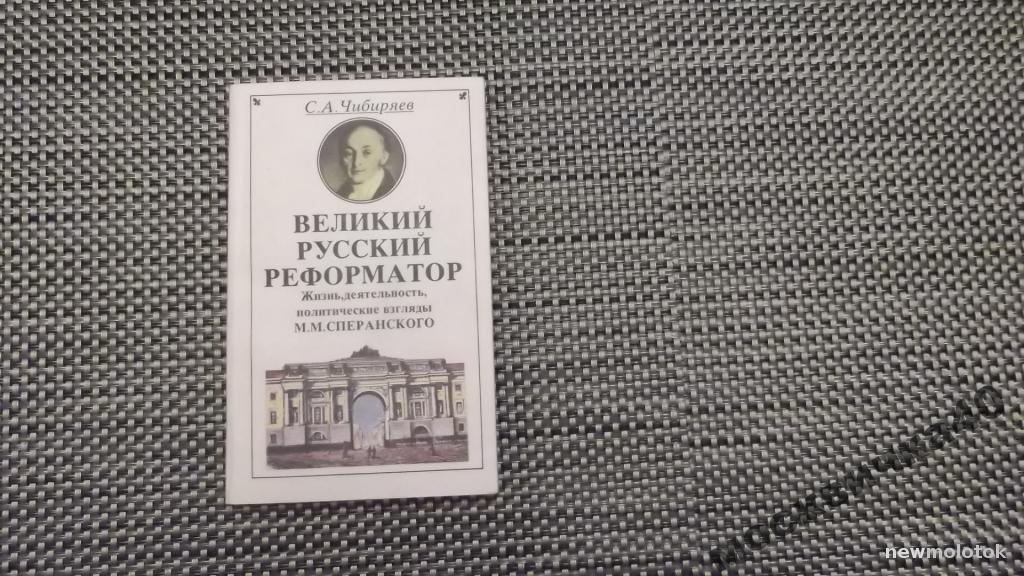 С.А.Чибиряев
ВЕЛИКИЙ
РУССКИЙ
РЕФОРМАТОР
Жизнь,деятельность,
политические взгляды
М.М.СПЕРАНСКОГО
МОСКВИЧКА40
newmolotok